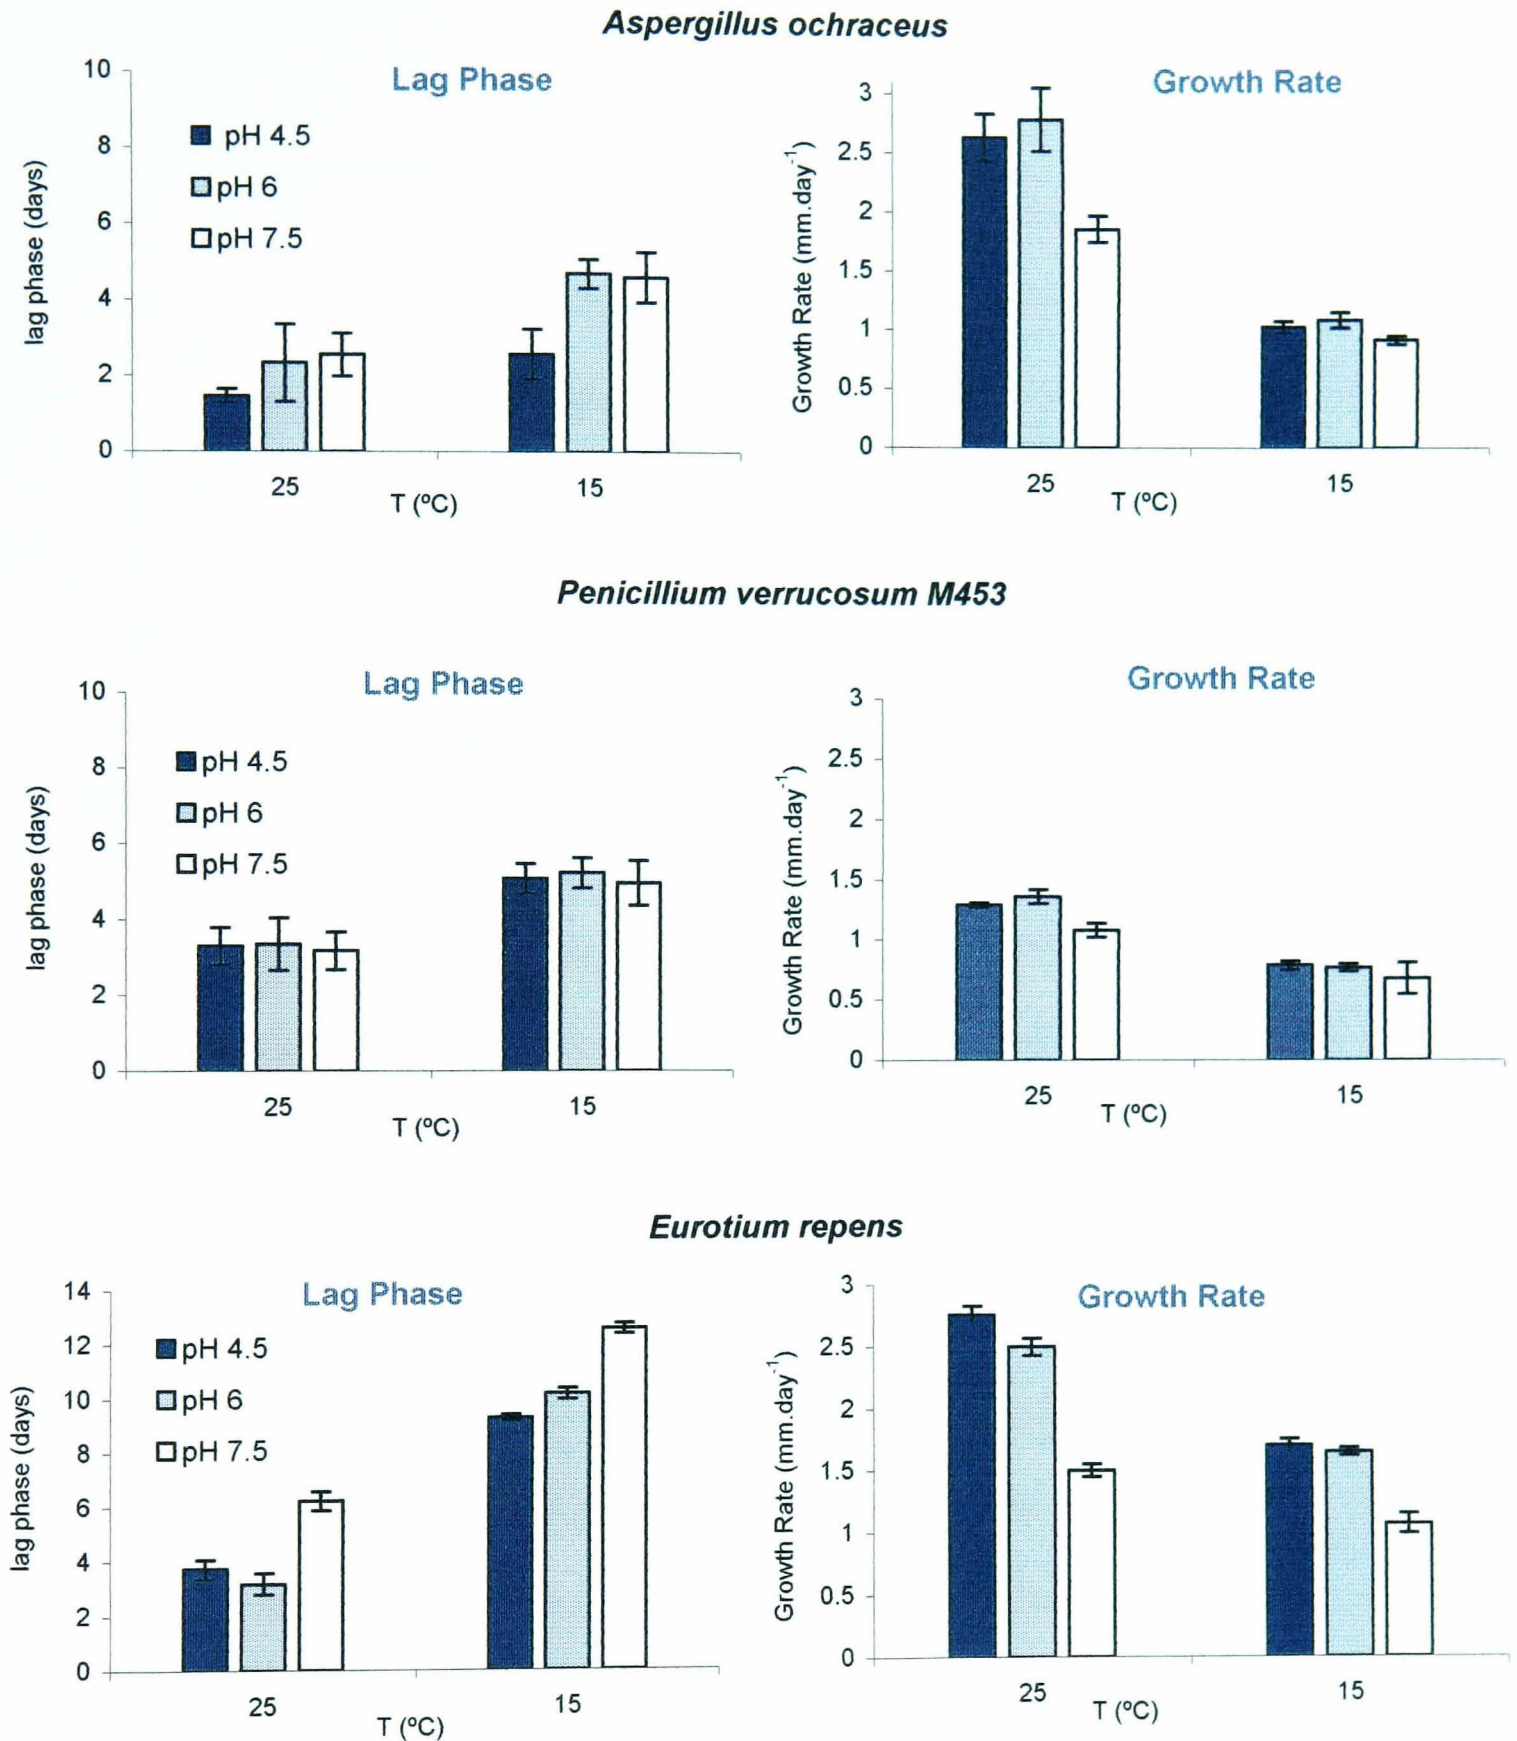 Aspergillus ochraceus
Lag Phase
10
8
6
4
2
0
lag phase (days)
pH 4.5
pH 6
pH 7.5
25
15
T (ºC)
Growth Rate
3
2.5
2
1.5
1
0.5
0
Growth Rate (mm.day-1)
25
15
T (ºC)
Penicillium verrucosum M453
Lag Phase
10
8
6
4
2
0
lag phase (days)
pH 4.5
pH 6
pH 7.5
25
15
T (ºC)
Growth Rate
3
2.5
2
1.5
1
0.5
0
Growth Rate (mm.day-1)
25
15
T (ºC)
Eurotium repens
Lag Phase
14
12
10
8
6
4
2
0
lag phase (days)
pH 4.5
pH 6
pH 7.5
25
15
T (ºC)
Growth Rate
3
2.5
2
1.5
1
0.5
0
Growth Rate (mm.day-1)
25
15
T (ºC)